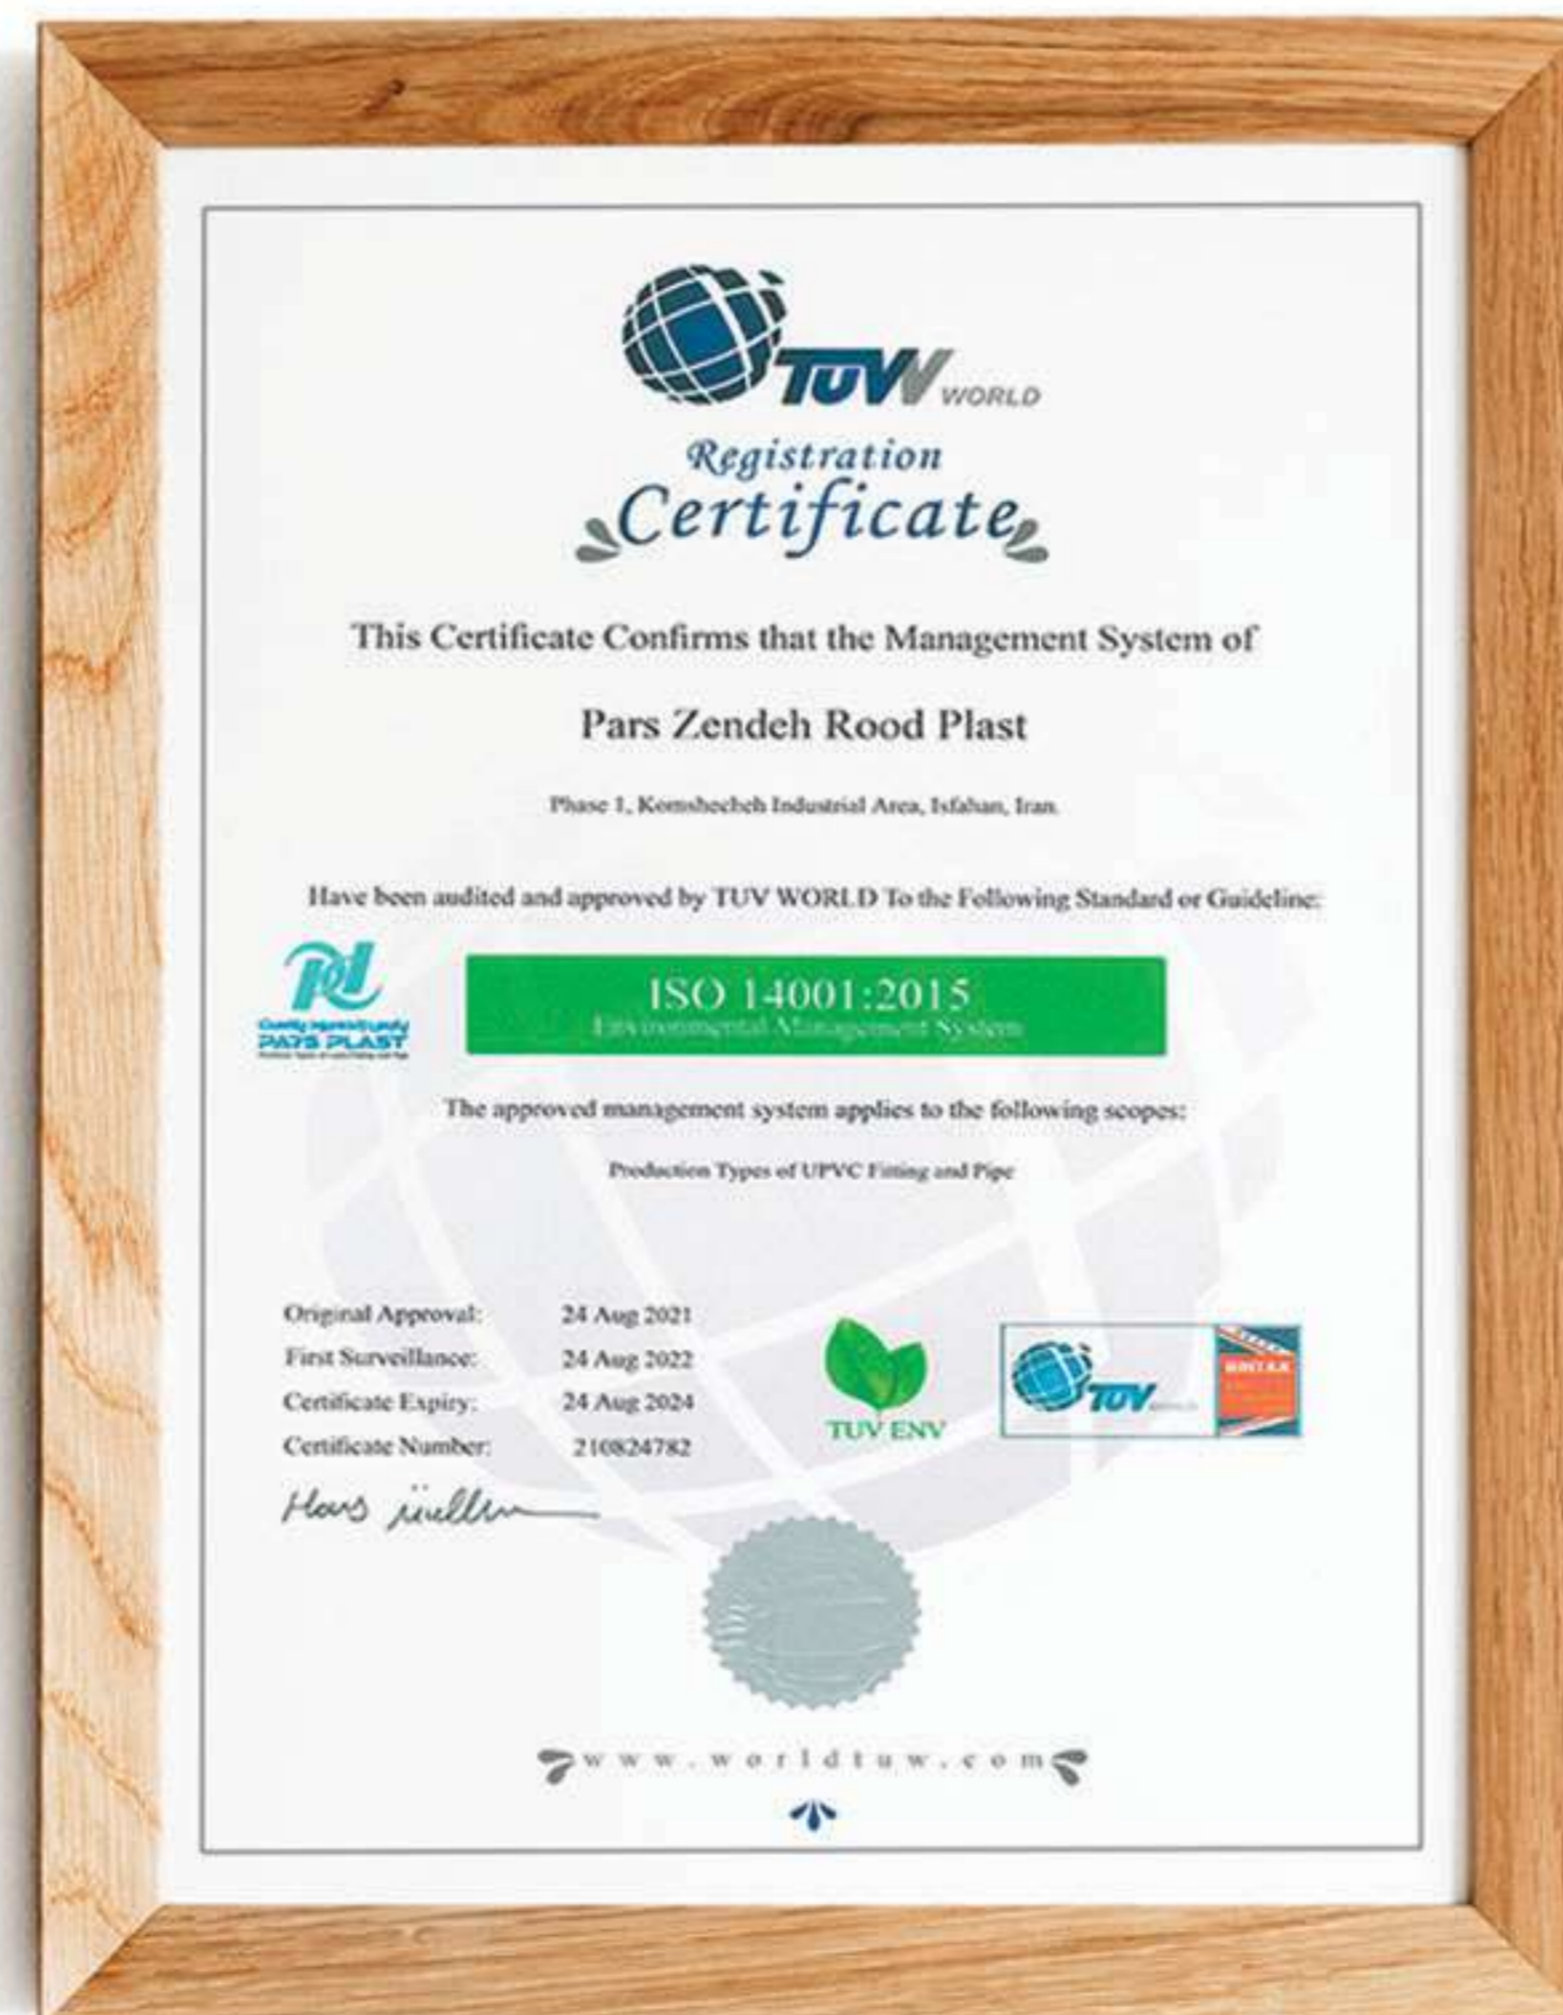 TUV WORLD
Registration
Certificate
This Certificate Confirms that the Management System of
Pars Zendeh Rood Plast
Phase 1, Komshecheh Industrial Area, Isfahan, Iran.
Have been audited and approved by TUV WORLD To the Following Standard or Guideline:
PARS PLAST
ISO 14001:2015
Environmental Management System
The approved management system applies to the following scopes:
Production Types of UPVC Fitting and Pipe
Original Approval: 24 Aug 2021
First Surveillance: 24 Aug 2022
Certificate Expiry: 24 Aug 2024
Certificate Number: 210824782
TUV ENV
TUV
www.worldtuw.com